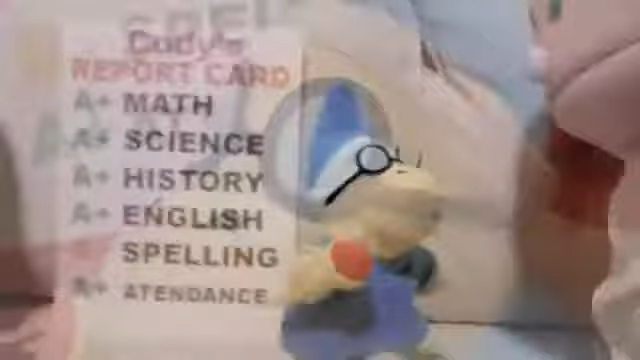 Cody's
REPORT CARD
A+ MATH
A+ SCIENCE
A+ HISTORY
A+ ENGLISH
SPELLING
A+ ATENDANCE